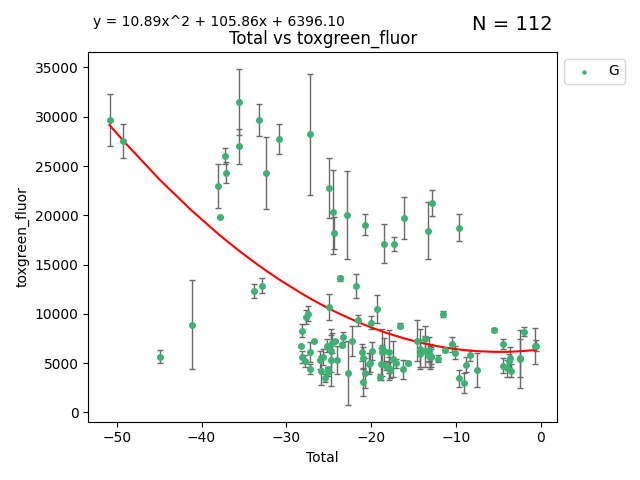 y = 10.89x^2 + 105.86x + 6396.10
N = 112
Total vs toxgreen_fluor
G
35000
30000
25000
20000
15000
10000
5000
0
toxgreen_fluor
−50
−40
−30
−20
−10
0
Total